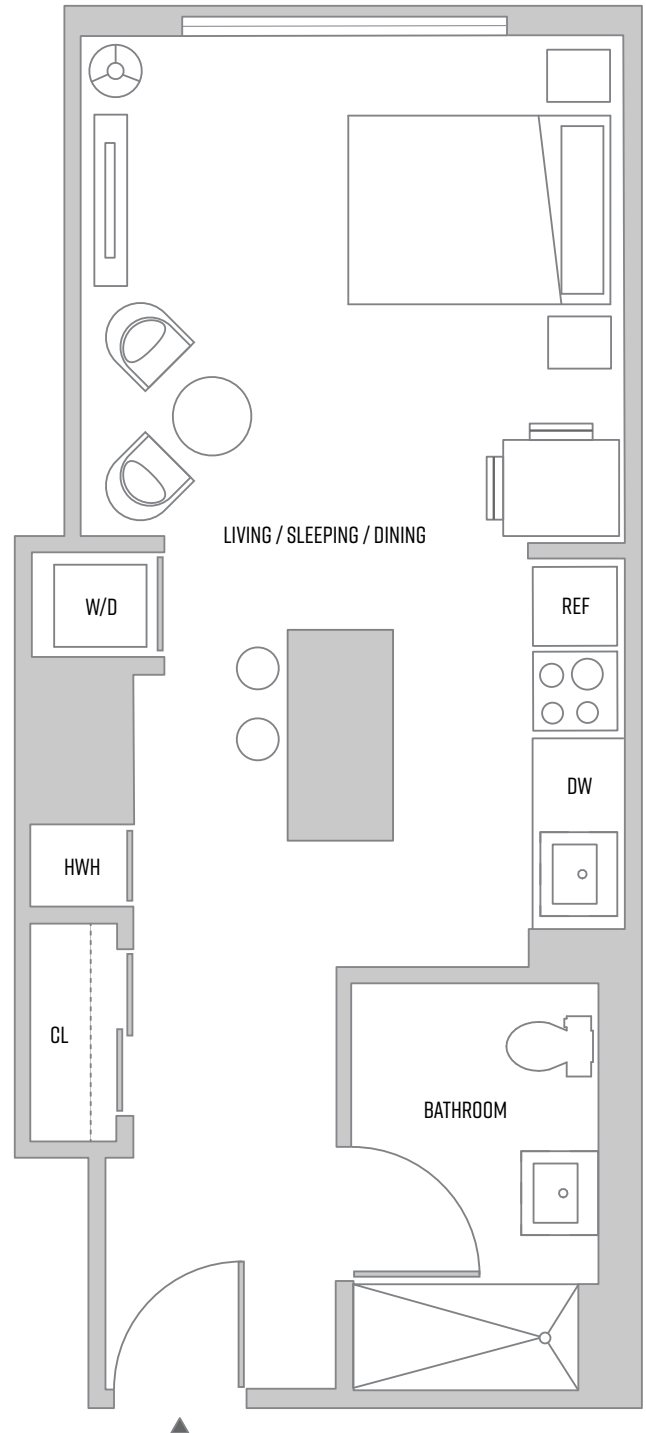 LIVING / SLEEPING / DINING
W/D
REF
DW
HWH
CL
BATHROOM